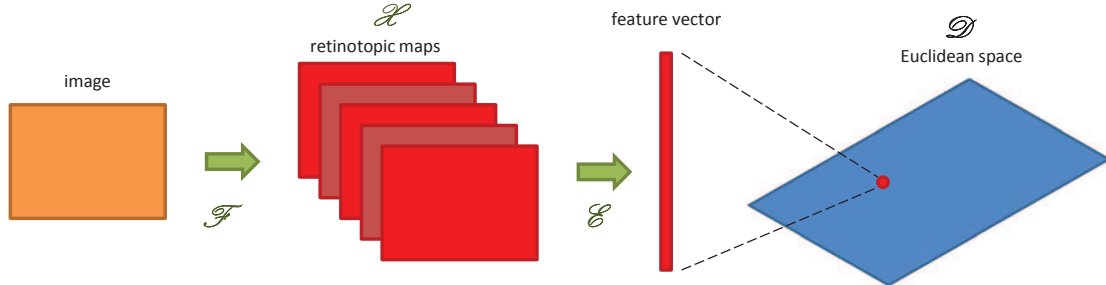 image
ℱ
ℋ
retinotopic maps
ℰ
feature vector
𝒟
Euclidean space